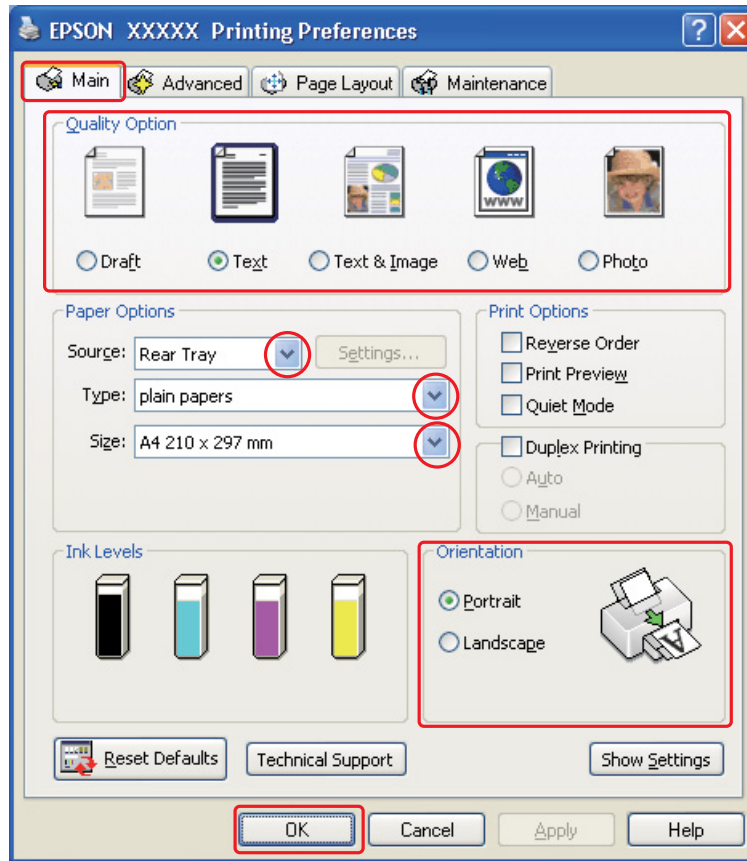 EPSON XXXXX Printing Preferences
Main Advanced Page Layout Maintenance
Quality Option
WWW
Draft Text Text & Image Web Photo
Paper Options
Source: Rear Tray Settings...
Type: plain papers
Size: A4 210 x 297 mm
Print Options
Reverse Order
Print Preview
Quiet Mode
Duplex Printing
Auto
Manual
Ink Levels
Orientation
Portrait
Landscape
A
Reset Defaults Technical Support Show Settings
OK Cancel Apply Help